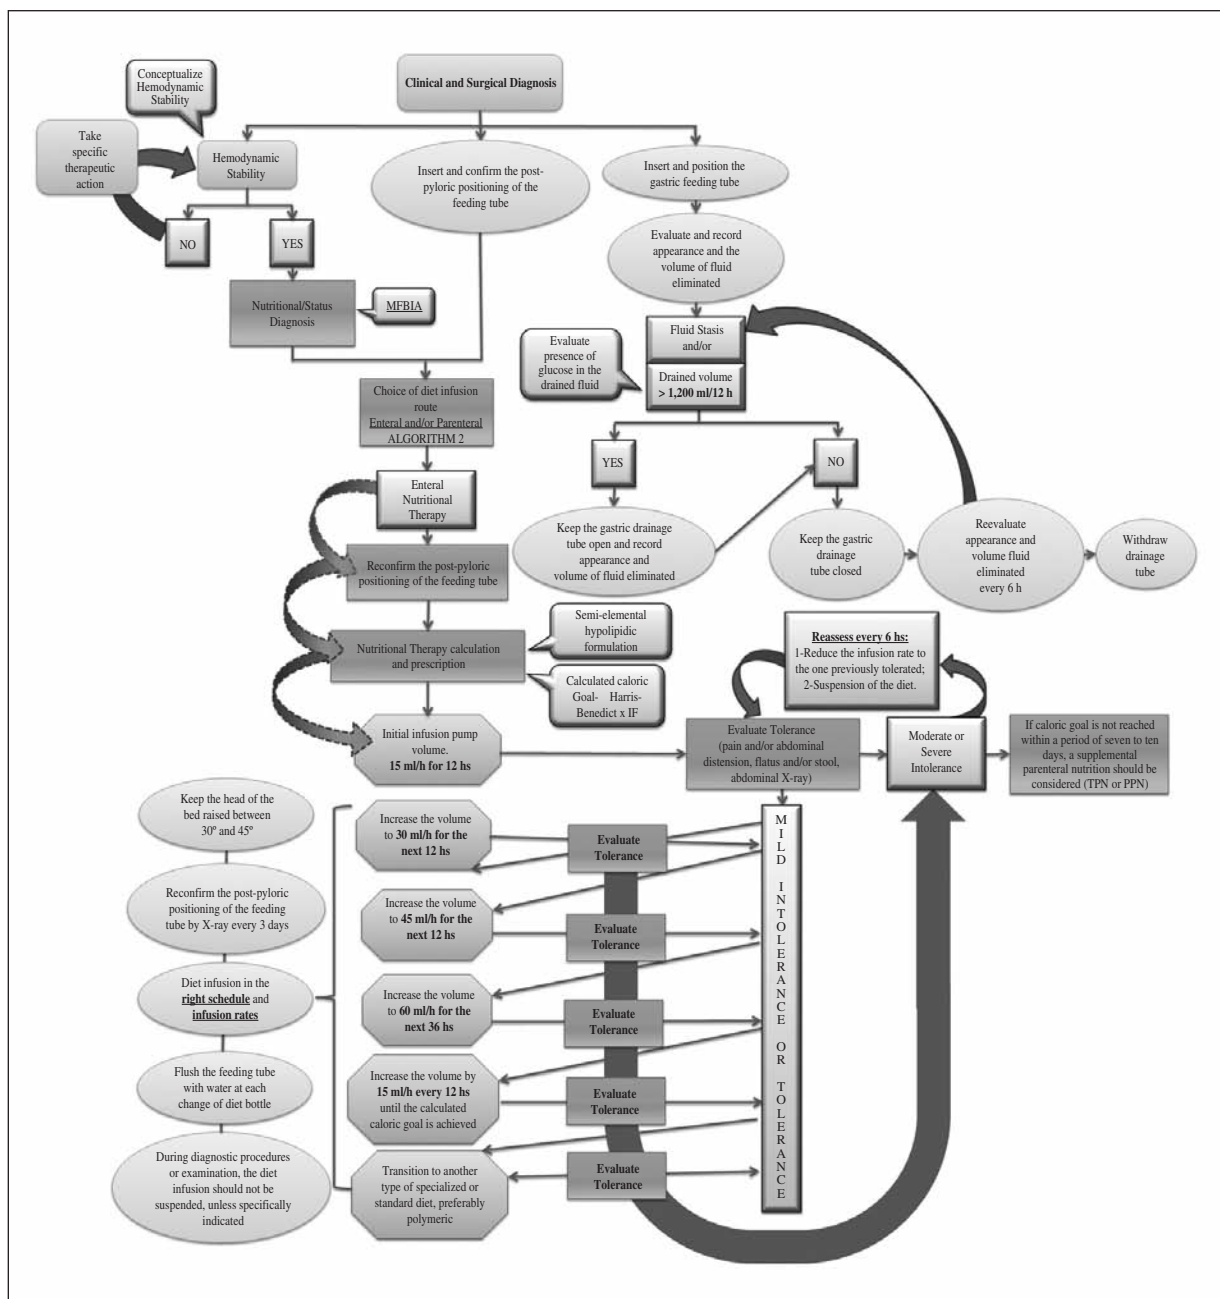 Clinical and Surgical Diagnosis
Conceptualize
Hemodynamic
Stability
Take
specific
therapeutic
action
Hemodynamic
Stability
NO
YES
Nutritional/Status
Diagnosis
MFBIA
Insert and confirm the post-
pyloric positioning of the
feeding tube
Insert and position the
gastric feeding tube
Evaluate and record
appearance and the
volume of fluid
eliminated
Fluid Stasis
and/or
Drained volume
> 1,200 ml/12 h
Evaluate
presence of
glucose in the
drained fluid
YES
NO
Keep the gastric drainage
tube open and record
appearance and
volume of fluid eliminated
Keep the gastric
drainage
tube closed
Reevaluate
appearance and
volume fluid
eliminated
every 6 h
Withdraw
drainage
tube
Choice of diet infusion
route
Enteral and/or Parenteral
ALGORITHM 2
Enteral
Nutritional
Therapy
Reconfirm the post-pyloric
positioning of the feeding tube
Nutritional Therapy calculation
and prescription
Semi-elemental
hypolipidic
formulation
Calculated caloric
Goal- Harris-
Benedict x IF
Initial infusion pump
volume.
15 ml/h for 12 hs
Reassess every 6 hs:
1-Reduce the infusion rate to
the one previously tolerated;
2-Suspension of the diet.
Evaluate Tolerance
(pain and/or abdominal
distension, flatus and/or stool,
abdominal X-ray)
Moderate or
Severe
Intolerance
If caloric goal is not reached
within a period of seven to ten
days, a supplemental
parenteral nutrition should be
considered (TPN or PPN)
Keep the head of the
bed raised between
30º and 45º
Reconfirm the post-pyloric
positioning of the feeding
tube by X-ray every 3 days
Diet infusion in the
right schedule and
infusion rates
Flush the feeding tube
with water at each
change of diet bottle
During diagnostic procedures
or examination, the diet
infusion should not be
suspended, unless specifically
indicated
Increase the volume
to 30 ml/h for the
next 12 hs
Evaluate
Tolerance
Increase the volume
to 45 ml/h for the
next 12 hs
Evaluate
Tolerance
Increase the volume
to 60 ml/h for the
next 36 hs
Evaluate
Tolerance
Increase the volume by
15 ml/h every 12 hs
until the calculated
caloric goal is achieved
Evaluate
Tolerance
Transition to another
type of specialized or
standard diet, preferably
polymeric
Evaluate
Tolerance
MILD INTOLERANCE OR TOLERANCE